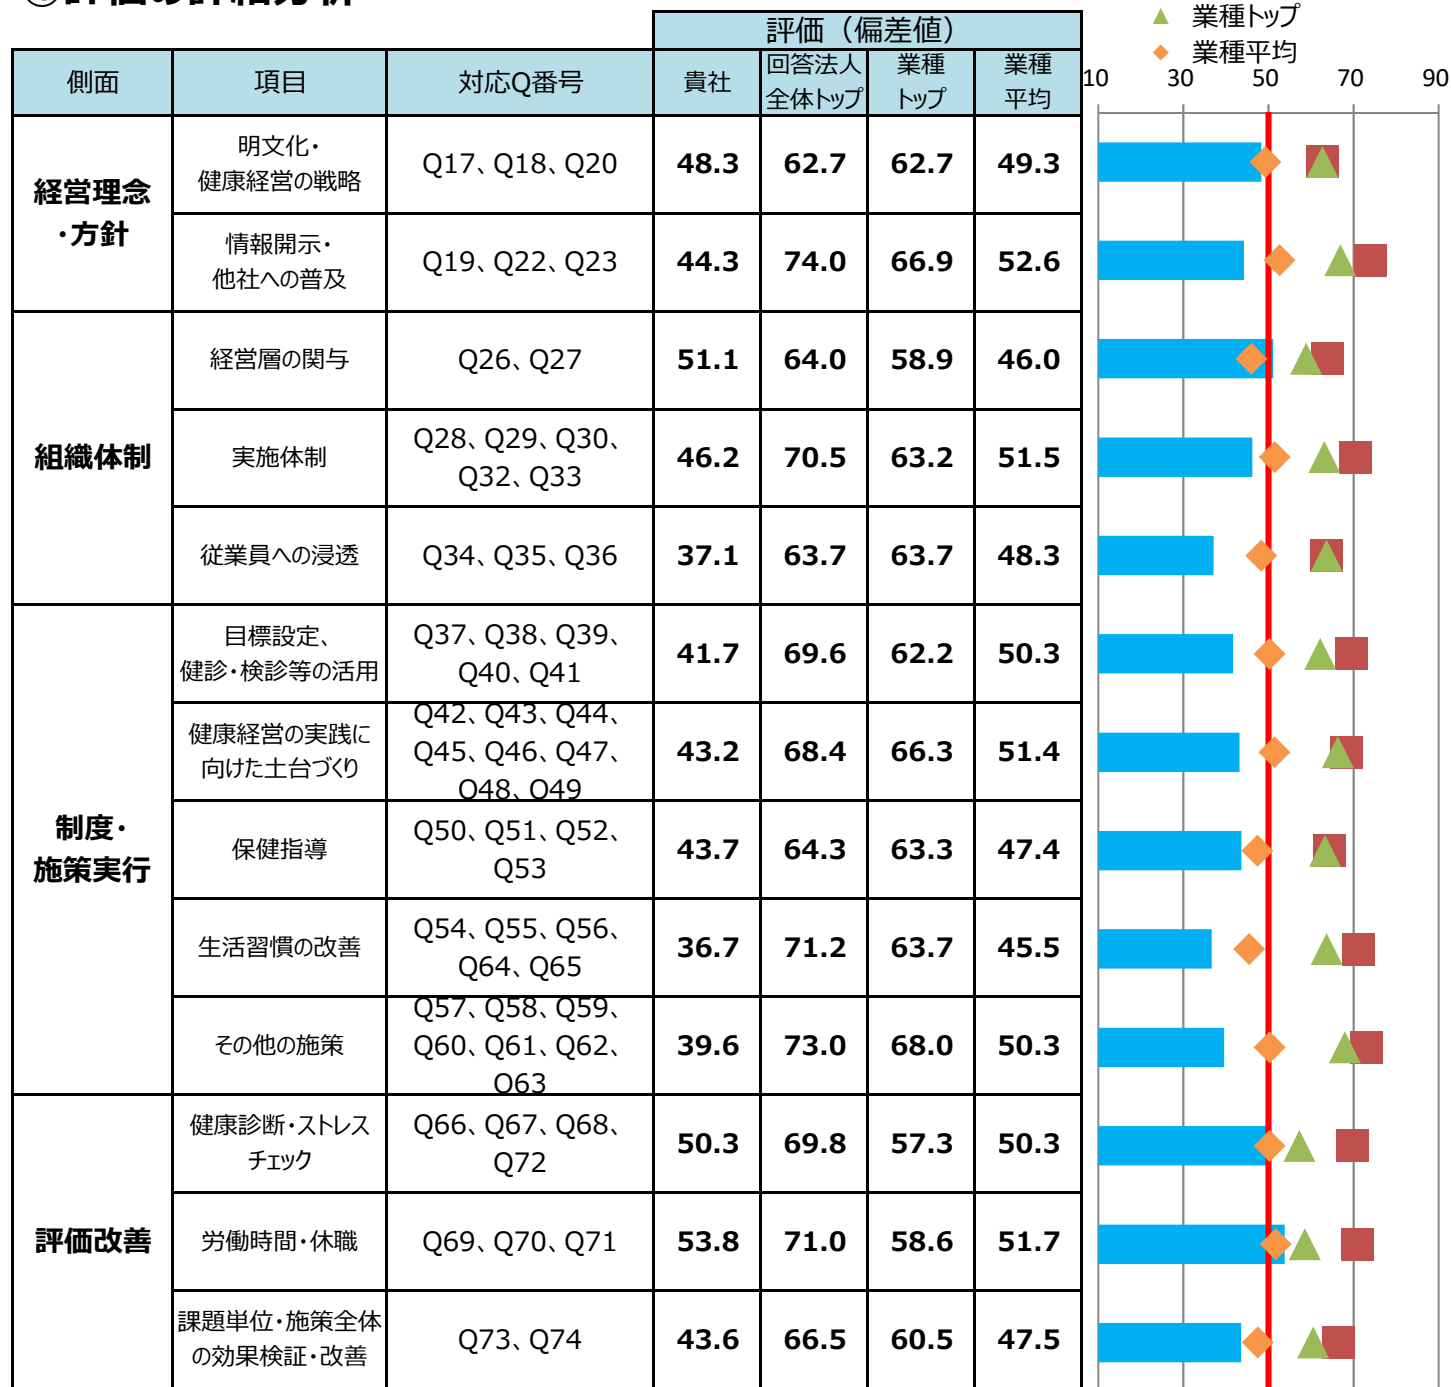 評価の詳細分析
業種トップ
業種平均
評価（偏差値）
側面 項目 対応Q番号 貴社 回答法人全体トップ 業種トップ 業種平均
10 30 50 70 90
経営理念
・方針
明文化・
健康経営の戦略
Q17、Q18、Q20
48.3 62.7 62.7 49.3
情報開示・
他社への普及
Q19、Q22、Q23
44.3 74.0 66.9 52.6
組織体制
経営層の関与
Q26、Q27
51.1 64.0 58.9 46.0
実施体制
Q28、Q29、Q30、
Q32、Q33
46.2 70.5 63.2 51.5
従業員への浸透
Q34、Q35、Q36
37.1 63.7 63.7 48.3
制度・
施策実行
目標設定、
健診・検診等の活用
Q37、Q38、Q39、
Q40、Q41
41.7 69.6 62.2 50.3
健康経営の実践に
向けた土台づくり
Q42、Q43、Q44、
Q45、Q46、Q47、
Q48、Q49
43.2 68.4 66.3 51.4
保健指導
Q50、Q51、Q52、
Q53
43.7 64.3 63.3 47.4
生活習慣の改善
Q54、Q55、Q56、
Q64、Q65
36.7 71.2 63.7 45.5
その他の施策
Q57、Q58、Q59、
Q60、Q61、Q62、
Q63
39.6 73.0 68.0 50.3
評価改善
健康診断・ストレス
チェック
Q66、Q67、Q68、
Q72
50.3 69.8 57.3 50.3
労働時間・休職
Q69、Q70、Q71
53.8 71.0 58.6 51.7
課題単位・施策全体
の効果検証・改善
Q73、Q74
43.6 66.5 60.5 47.5